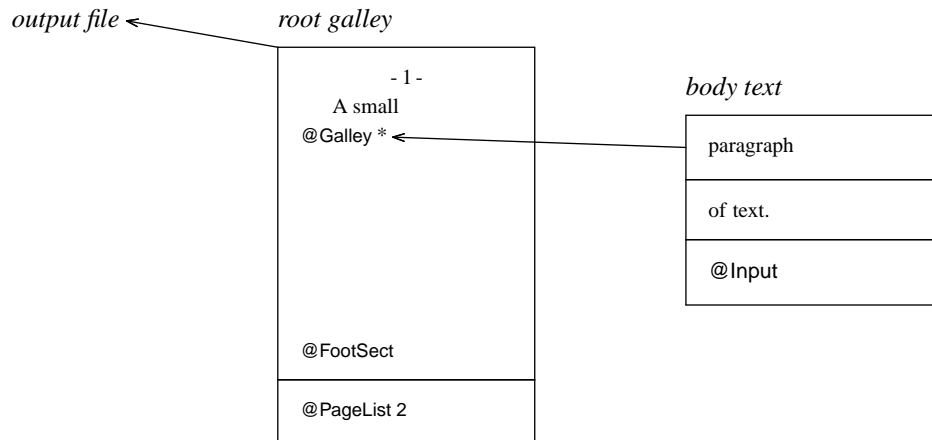 output file
root galley
- 1 -
A small
@Galley *
@FootSect
@PageList 2
body text
paragraph
of text.
@Input